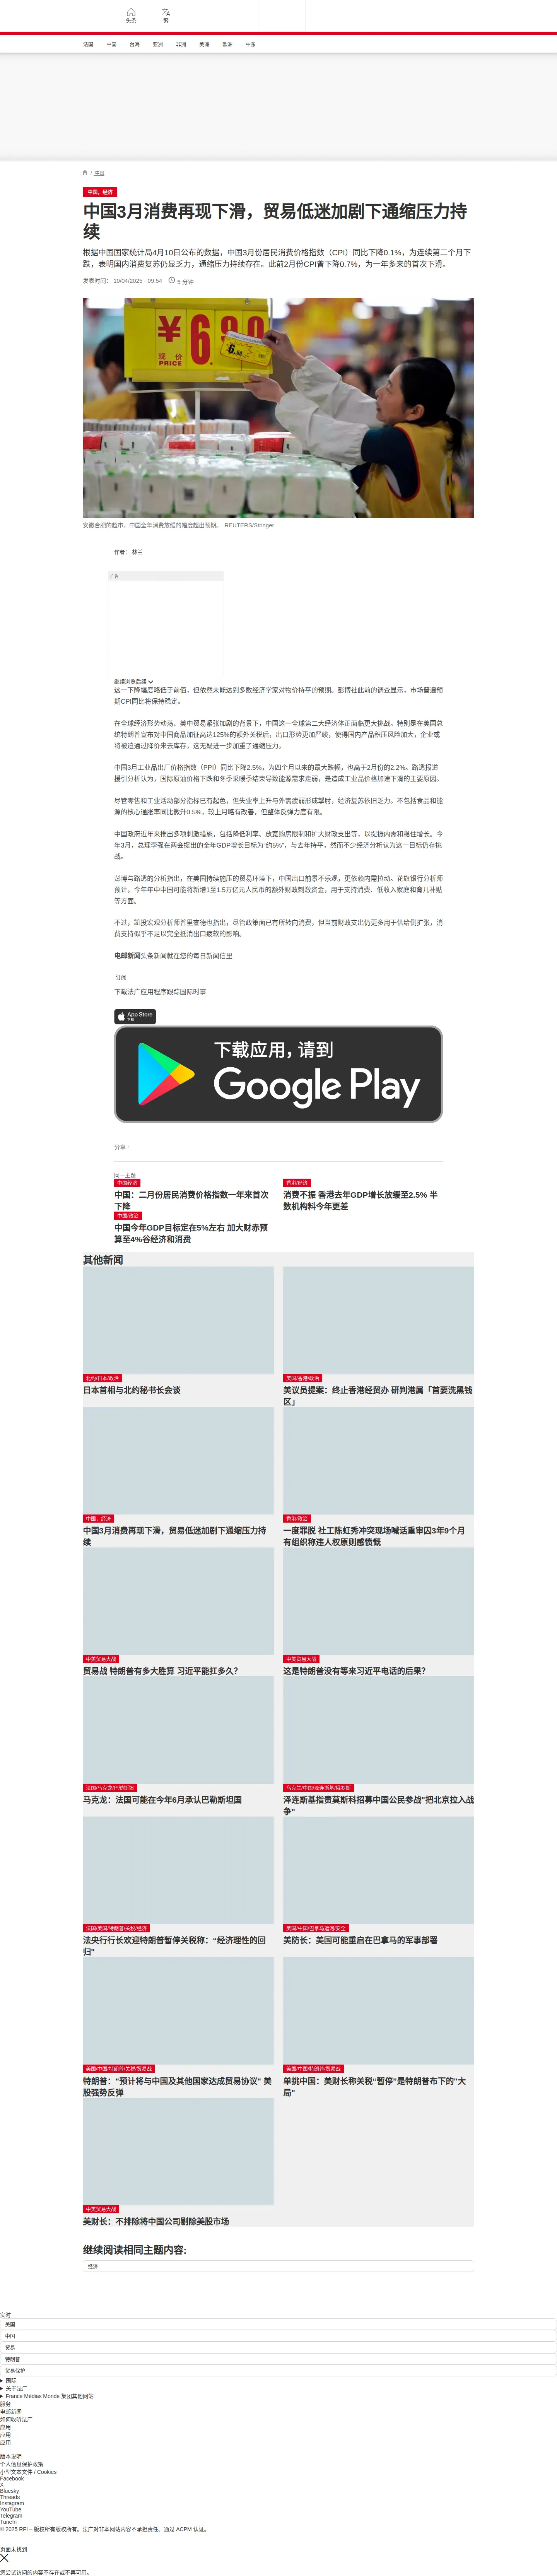 头条
繁
法国
中国
台海
亚洲
非洲
美洲
欧洲
中东
/ 中国
中国，经济
中国3月消费再现下滑，贸易低迷加剧下通缩压力持续
根据中国国家统计局4月10日公布的数据，中国3月份居民消费价格指数（CPI）同比下降0.1%，为连续第二个月下跌，表明国内消费复苏仍显乏力，通缩压力持续存在。此前2月份CPI曾下降0.7%，为一年多来的首次下滑。
发表时间： 10/04/2025 - 09:54
5 分钟
现 价
¥
6.90
6.90
安徽合肥的超市。中国全年消费放缓的幅度超出预期。 REUTERS/Stringer
作者： 林兰
广告
继续浏览后续
这一下降幅度略低于前值，但依然未能达到多数经济学家对物价持平的预期。彭博社此前的调查显示，市场普遍预期CPI同比将保持稳定。
在全球经济形势动荡、美中贸易紧张加剧的背景下，中国这一全球第二大经济体正面临更大挑战。特别是在美国总统特朗普宣布对中国商品加征高达125%的额外关税后，出口形势更加严峻，使得国内产品积压风险加大，企业或将被迫通过降价来去库存，这无疑进一步加重了通缩压力。
中国3月工业品出厂价格指数（PPI）同比下降2.5%，为四个月以来的最大跌幅，也高于2月份的2.2%。路透报道援引分析认为，国际原油价格下跌和冬季采暖季结束导致能源需求走弱，是造成工业品价格加速下滑的主要原因。
尽管零售和工业活动部分指标已有起色，但失业率上升与外需疲弱形成掣肘，经济复苏依旧乏力。不包括食品和能源的核心通胀率同比微升0.5%，较上月略有改善，但整体反弹力度有限。
中国政府近年来推出多项刺激措施，包括降低利率、放宽购房限制和扩大财政支出等，以提振内需和稳住增长。今年3月，总理李强在两会提出的全年GDP增长目标为“约5%”，与去年持平，然而不少经济分析认为这一目标仍存挑战。
彭博与路透的分析指出，在美国持续施压的贸易环境下，中国出口前景不乐观，更依赖内需拉动。花旗银行分析师预计，今年年中中国可能将新增1至1.5万亿元人民币的额外财政刺激资金，用于支持消费、低收入家庭和育儿补贴等方面。
不过，凯投宏观分析师普里查德也指出，尽管政策面已有所转向消费，但当前财政支出仍更多用于供给侧扩张，消费支持似乎不足以完全抵消出口疲软的影响。
电邮新闻头条新闻就在您的每日新闻信里
订阅
下载法广应用程序跟踪国际时事
App Store
下载
下载应用，请到
Google Play
分享 :
同一主题
中国经济
中国：二月份居民消费价格指数一年来首次下降
香港/经济
消费不振 香港去年GDP增长放缓至2.5% 半数机构料今年更差
中国/政治
中国今年GDP目标定在5%左右 加大财赤预算至4%谷经济和消费
其他新闻
北约/日本/政治
日本首相与北约秘书长会谈
美国/香港/政治
美议员提案：终止香港经贸办 研判港属「首要洗黑钱区」
中国，经济
中国3月消费再现下滑，贸易低迷加剧下通缩压力持续
香港/政治
一度罪脱 社工陈虹秀冲突现场喊话重审囚3年9个月 有组织称违人权原则感愤慨
中美贸易大战
贸易战 特朗普有多大胜算 习近平能扛多久？
中美贸易大战
这是特朗普没有等来习近平电话的后果？
法国/马克龙/巴勒斯坦
马克龙：法国可能在今年6月承认巴勒斯坦国
乌克兰/中国/泽连斯基/俄罗斯
泽连斯基指责莫斯科招募中国公民参战"把北京拉入战争"
法国/美国/特朗普/关税/经济
法央行行长欢迎特朗普暂停关税称："经济理性的回归"
美国/中国/巴拿马运河/安全
美防长：美国可能重启在巴拿马的军事部署
美国/中国/特朗普/关税/贸易战
特朗普："预计将与中国及其他国家达成贸易协议" 美股强势反弹
美国/中国/特朗普/贸易战
单挑中国：美财长称关税"暂停"是特朗普布下的"大局"
中美贸易大战
美财长：不排除将中国公司剔除美股市场
继续阅读相同主题内容:
经济
实时
美国
中国
贸易
特朗普
贸易保护
国际
关于法广
France Médias Monde 集团其他网站
服务
电邮新闻
如何收听法广
应用
应用
应用
版本说明
个人信息保护政策
小型文本文件 / Cookies
Facebook
X
Bluesky
Threads
Instagram
YouTube
Telegram
TuneIn
© 2025 RFI – 版权所有版权所有。法广对非本网站内容不承担责任。通过 ACPM 认证。
页面未找到
您尝试访问的内容不存在或不再可用。